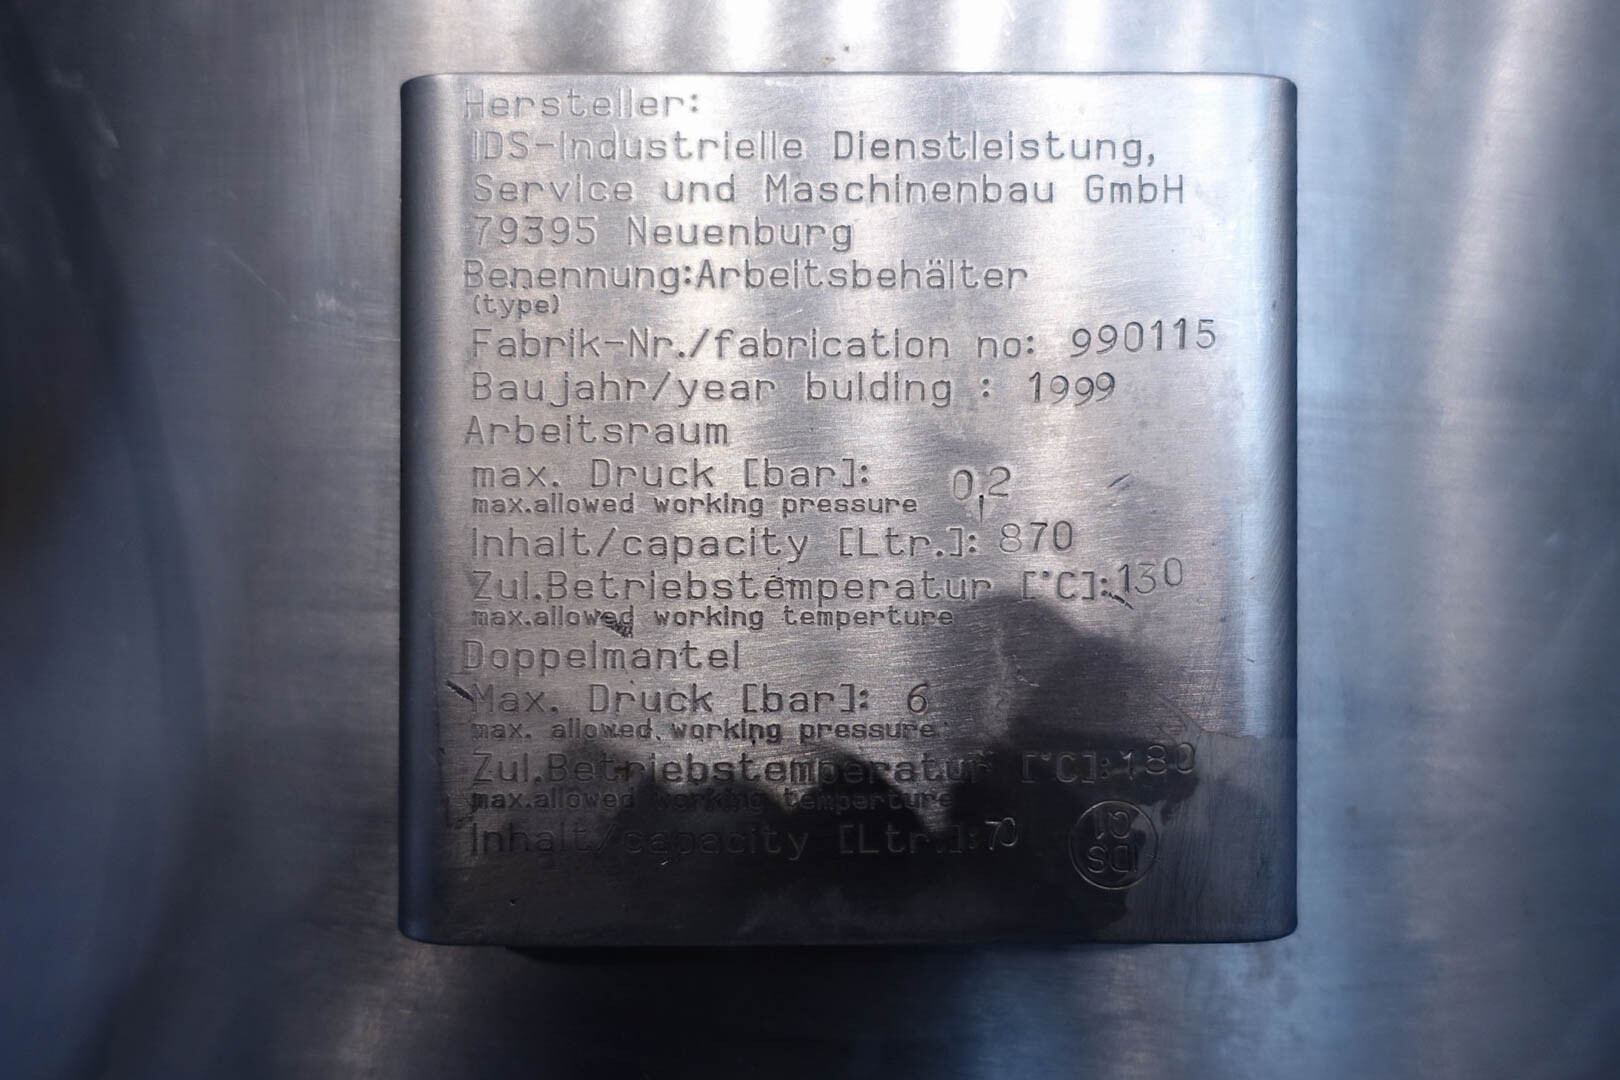 Hersteller:
IDS-Industrielle Dienstleistung,
Service und Maschinenbau GmbH
79395 Neuenburg
Benennung:Arbeitsbehälter
(type)
Fabrik-Nr./fabrication no: 990115
Baujahr/year bulding : 1999
Arbeitsraum
max. Druck [bar]: 0,2
max.allowed working pressure
Inhalt/capacity [Ltr.]: 870
Zul.Betriebstemperatur [°C]:130
max.allowed working temperture
Doppelmantel
Max. Druck [bar]: 6
max. allowed working pressure
Zul.Betriebstemperatur [°C]:180
max.allowed working temperture
Inhalt/capacity [Ltr.]:70
IDS
Q1